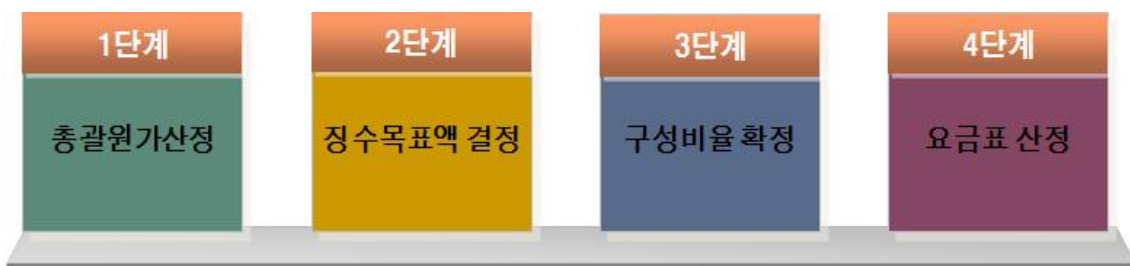 1단계
총괄원가산정
2단계
징수목표액 결정
3단계
구성비율 확정
4단계
요금표 산정